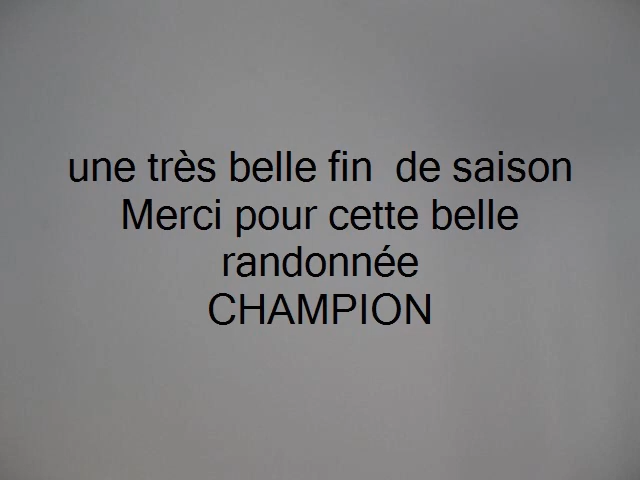 une très belle fin  de saison
Merci pour cette belle
randonnée
CHAMPION